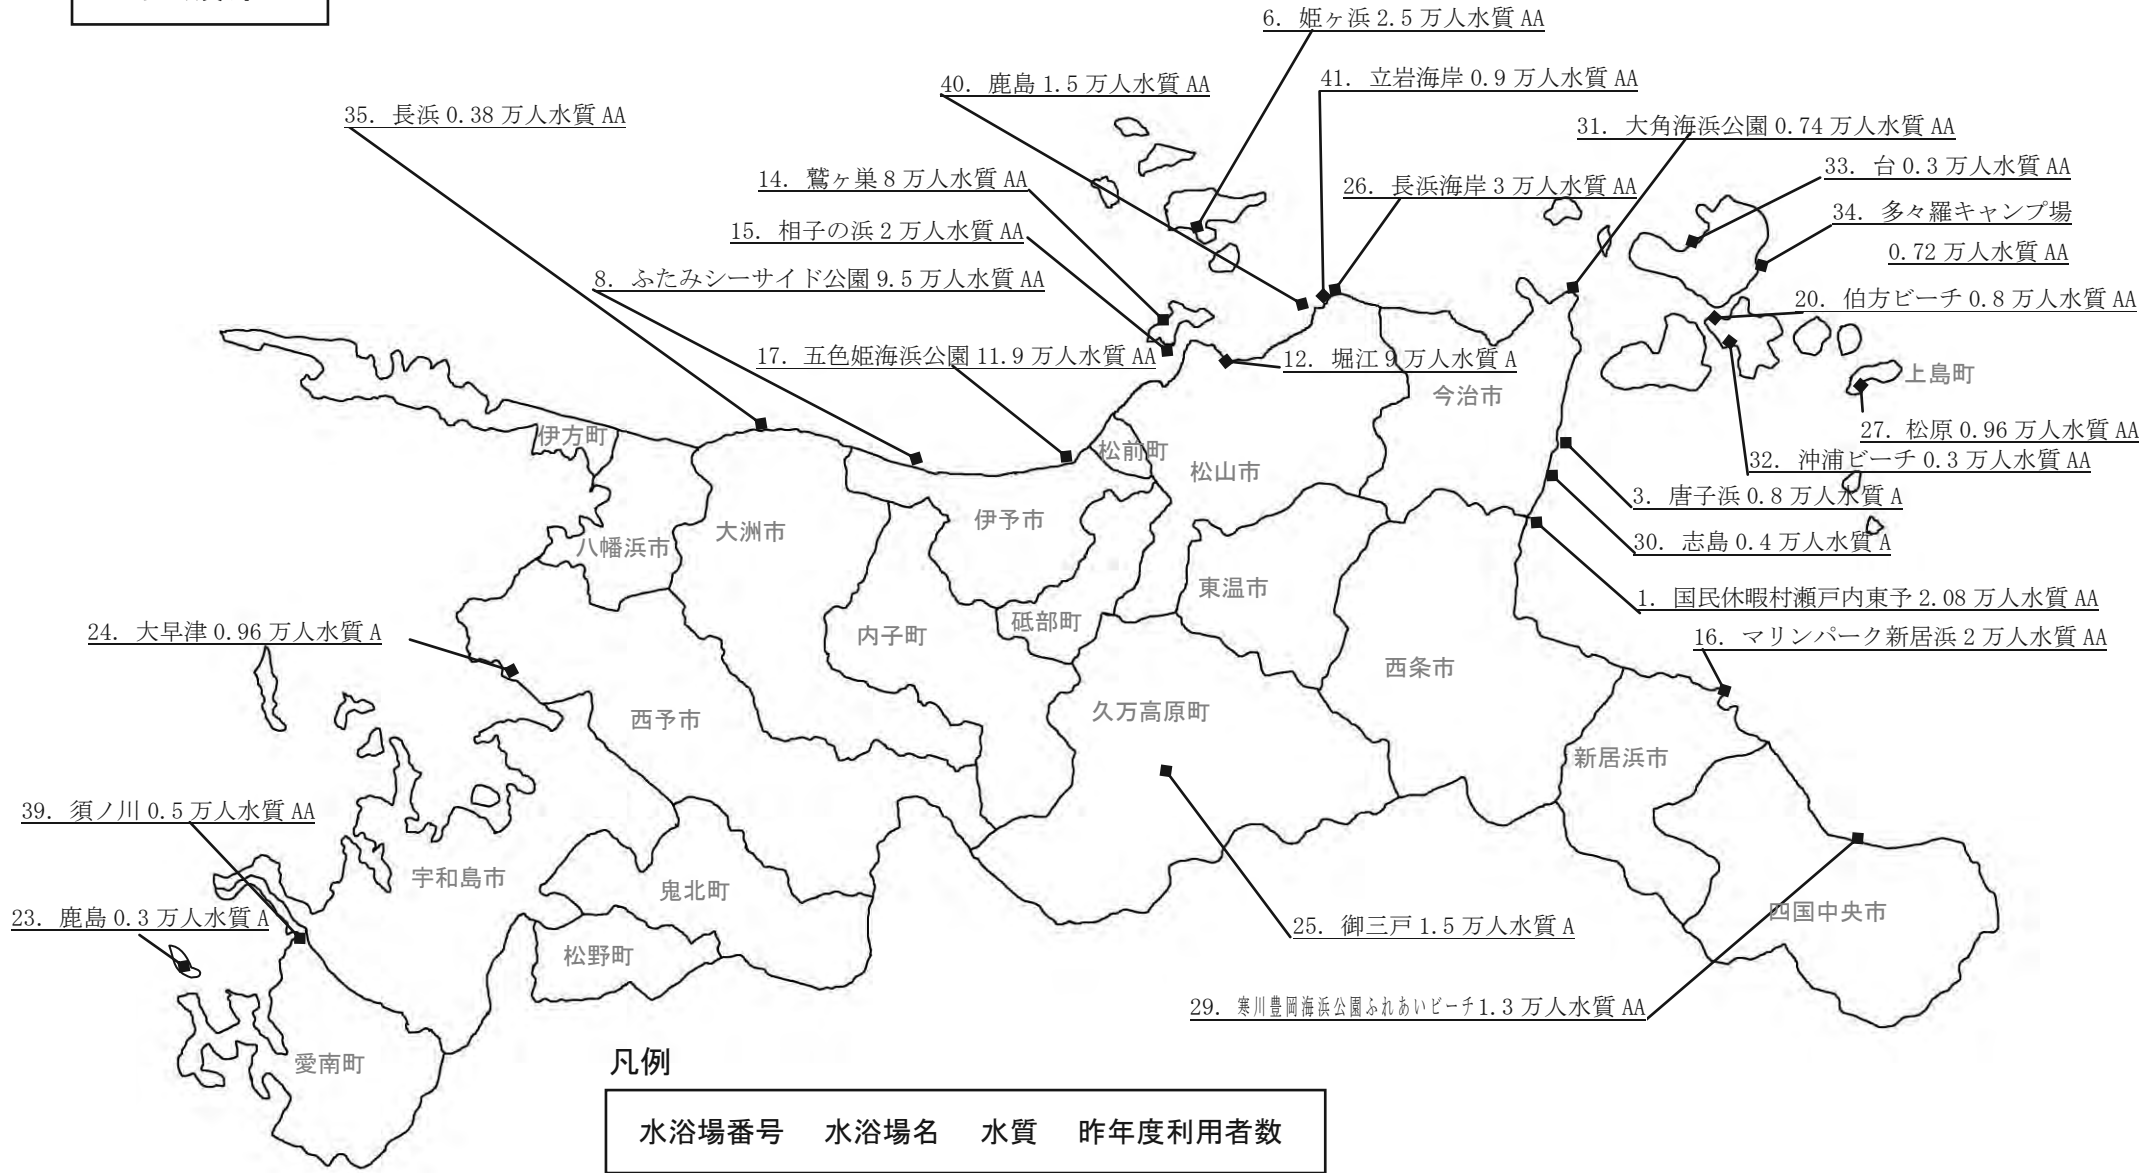 6. 姫ヶ浜 2.5 万人水質 AA
40. 鹿島 1.5 万人水質 AA
41. 立岩海岸 0.9 万人水質 AA
35. 長浜 0.38 万人水質 AA
31. 大角海浜公園 0.74 万人水質 AA
14. 鷲ヶ巣 8 万人水質 AA
26. 長浜海岸 3 万人水質 AA
33. 台 0.3 万人水質 AA
15. 相子の浜 2 万人水質 AA
34. 多々羅キャンプ場
0.72 万人水質 AA
8. ふたみシーサイド公園 9.5 万人水質 AA
20. 伯方ビーチ 0.8 万人水質 AA
17. 五色姫海浜公園 11.9 万人水質 AA
12. 堀江 9 万人水質 A
上島町
今治市
27. 松原 0.96 万人水質 AA
伊方町
松前町
松山市
32. 沖浦ビーチ 0.3 万人水質 AA
3. 唐子浜 0.8 万人水質 A
大洲市
伊予市
八幡浜市
30. 志島 0.4 万人水質 A
東温市
1. 国民休暇村瀬戸内東予 2.08 万人水質 AA
24. 大早津 0.96 万人水質 A
内子町
砥部町
16. マリンパーク新居浜 2 万人水質 AA
西条市
西予市
久万高原町
新居浜市
39. 須ノ川 0.5 万人水質 AA
宇和島市
鬼北町
23. 鹿島 0.3 万人水質 A
四国中央市
25. 御三戸 1.5 万人水質 A
松野町
29. 寒川豊岡海浜公園ふれあいビーチ 1.3 万人水質 AA
愛南町
凡例
水浴場番号 水浴場名 水質 昨年度利用者数